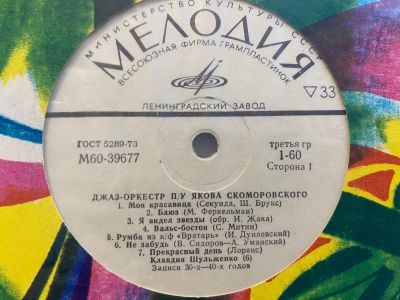 МИНИСТЕРСТВО КУЛЬТУРЫ СССР
МЕЛОДИЯ
ВСЕСОЮЗНАЯ ФИРМА ГРАМПЛАСТИНОК
ЛЕНИНГРАДСКИЙ ЗАВОД
▽33
ГОСТ 5289-73
М60-39677
третья гр
1-60
Сторона 1
ДЖАЗ-ОРКЕСТР П/У ЯКОВА СКОМОРОВСКОГО
1. Моя красавица (Секунда, Ш. Брукс)
2. Блюз (М. Феркельман)
3. Я видел звезды (обр. И. Жака)
4. Вальс-бостон (С. Митин)
5. Румба из к/ф «Вратарь» (И. Дунаевский)
6. Не забудь (В. Сидоров—Л. Уманский)
7. Прекрасный день (Лоренс)
Клавдия Шульженко (6)
Записи 30-х—40-х годов